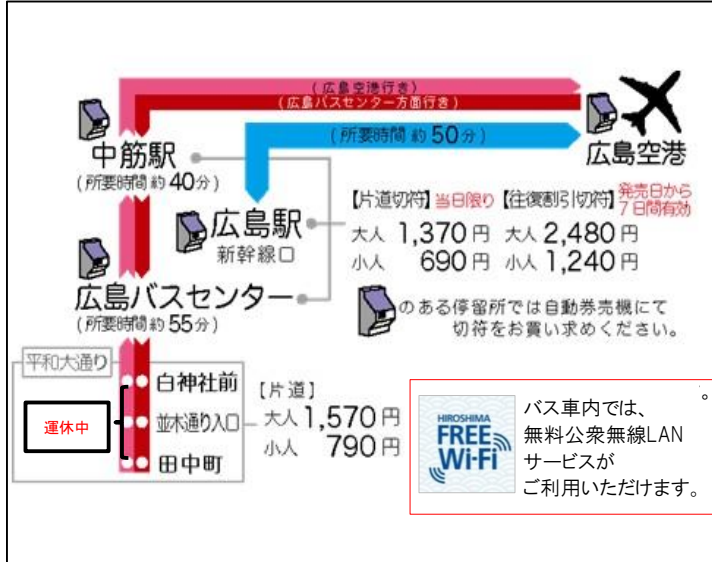 (広島空港行き)
(広島バスセンター方面行き)
(所要時間 約50分)
広島空港
中筋駅
(所要時間 約40分)
広島駅
新幹線口
【片道切符】当日限り
大人 1,370円
小人 690円
【往復割引切符】発売日から
7日間有効
大人 2,480円
小人 1,240円
広島バスセンター
(所要時間 約55分)
のある停留所では自動券売機にて
切符をお買い求めください。
平和大通り
白神社前
並木通り入口
田中町
運休中
【片道】
大人 1,570円
小人 790円
HIROSHIMA
FREE
Wi-Fi
バス車内では、
無料公衆無線LAN
サービスが
ご利用いただけます。
。